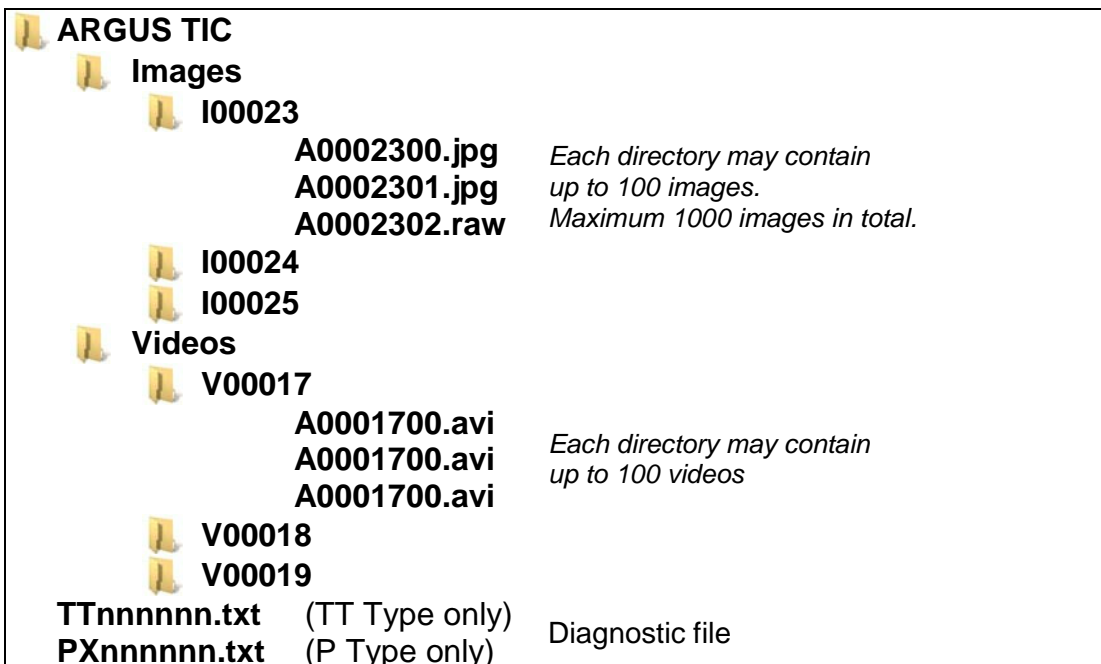 ARGUS TIC
Images
I00023
A0002300.jpg
A0002301.jpg
A0002302.raw
Each directory may contain
up to 100 images.
Maximum 1000 images in total.
I00024
I00025
Videos
V00017
A0001700.avi
A0001700.avi
A0001700.avi
Each directory may contain
up to 100 videos
V00018
V00019
TTnnnnnn.txt (TT Type only)
PXnnnnnn.txt (P Type only)
Diagnostic file